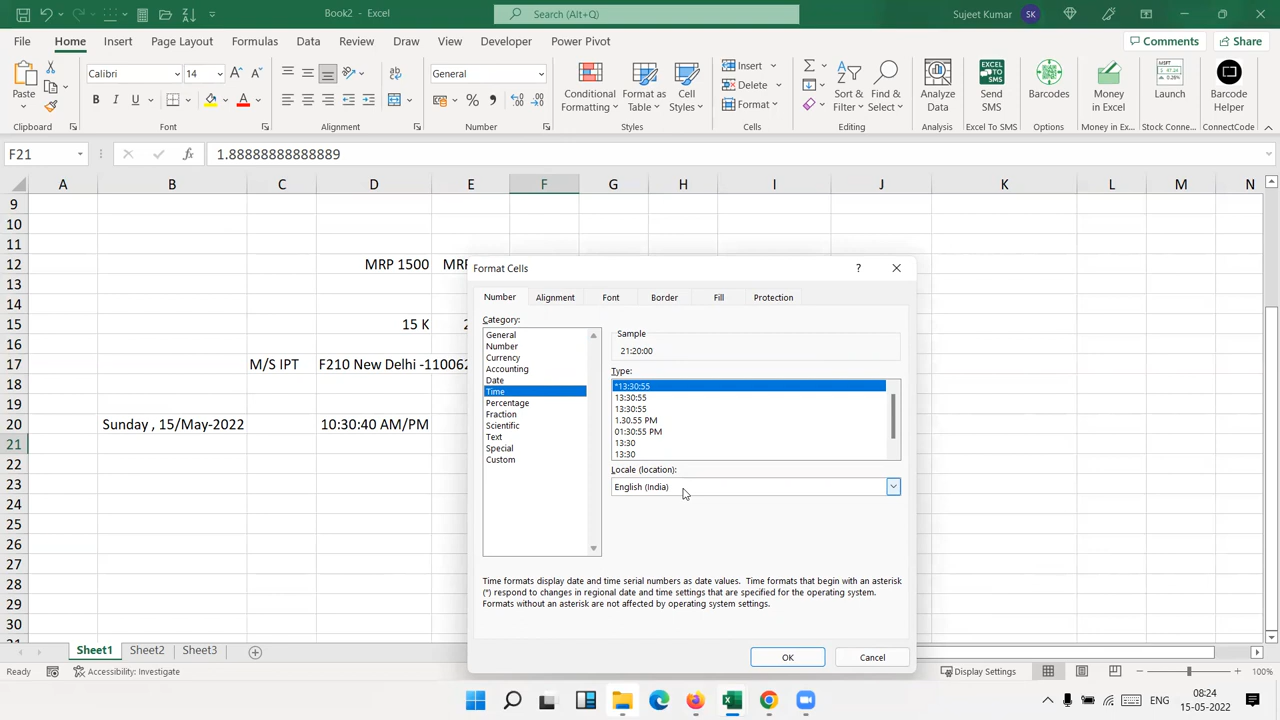 Book2 - Excel
Search (Alt+Q)
Sujeet Kumar SK
File Home Insert Page Layout Formulas Data Review View Draw Developer Power Pivot
Comments Share
Paste
Calibri 14
B I U
General
Conditional Formatting
Format as Table
Cell Styles
Insert
Delete
Format
Sort & Filter
Find & Select
Analyze Data
Send SMS
Barcodes
Money in Excel
Launch
Barcode Helper
Clipboard Font Alignment Number Styles Cells Editing Analysis Excel To SMS Options Money in Ex... Stock Connec... ConnectCode
F21 fx 1.88888888888889
A B C D E F G H I J K L M N
9
10
11
12 MRP 1500 MRP
13
14
15 15 K 2
16
17 M/S IPT F210 New Delhi -110062
18
19
20 Sunday , 15/May-2022 10:30:40 AM/PM
21
22
23
24
25
26
27
28
29
30
Format Cells ?
Number Alignment Font Border Fill Protection
Category:
General
Number
Currency
Accounting
Date
Time
Percentage
Fraction
Scientific
Text
Special
Custom
Sample
21:20:00
Type:
*13:30:55
13:30:55
13:30:55
1.30.55 PM
01:30:55 PM
13:30
13:30
Locale (location):
English (India)
Time formats display date and time serial numbers as date values. Time formats that begin with an asterisk
(*) respond to changes in regional date and time settings that are specified for the operating system.
Formats without an asterisk are not affected by operating system settings.
OK Cancel
Sheet1 Sheet2 Sheet3
Ready Accessibility: Investigate Display Settings 100%
ENG 08:24
15-05-2022